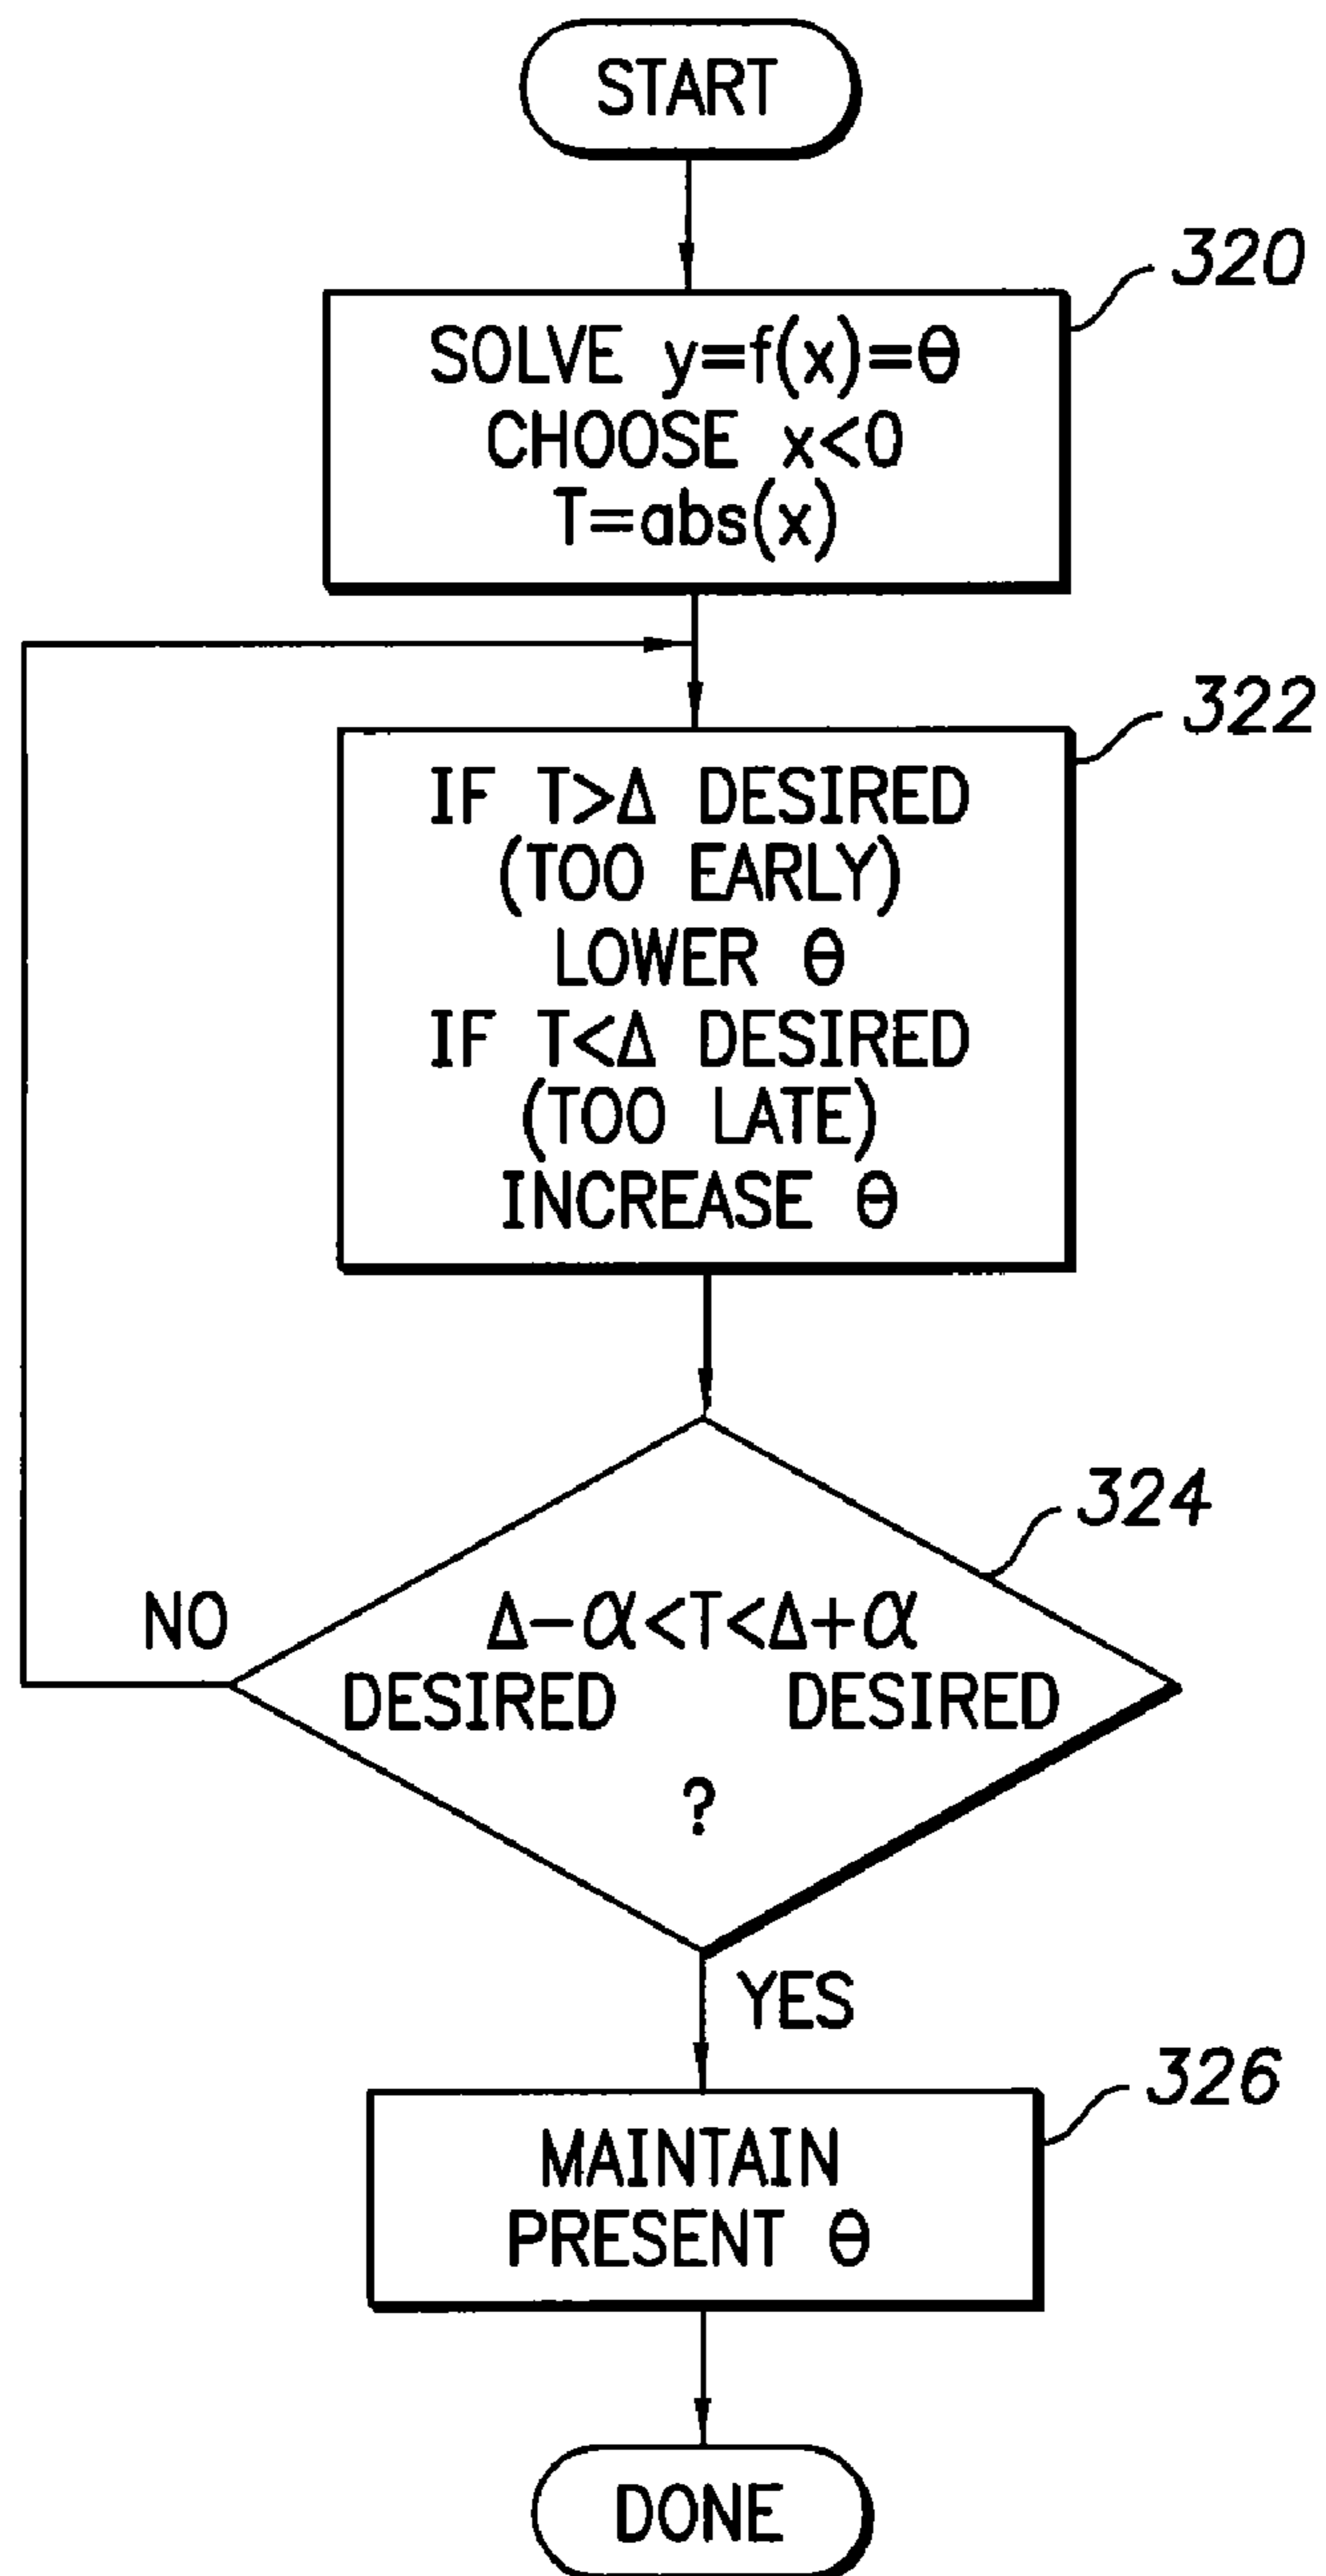 START
320
SOLVE y=f(x)=θ
CHOOSE x<0
T=abs(x)
322
IF T>Δ DESIRED
(TOO EARLY)
LOWER θ
IF T<Δ DESIRED
(TOO LATE)
INCREASE θ
324
NO
Δ-α<T<Δ+α
DESIRED DESIRED
?
YES
326
MAINTAIN
PRESENT θ
DONE